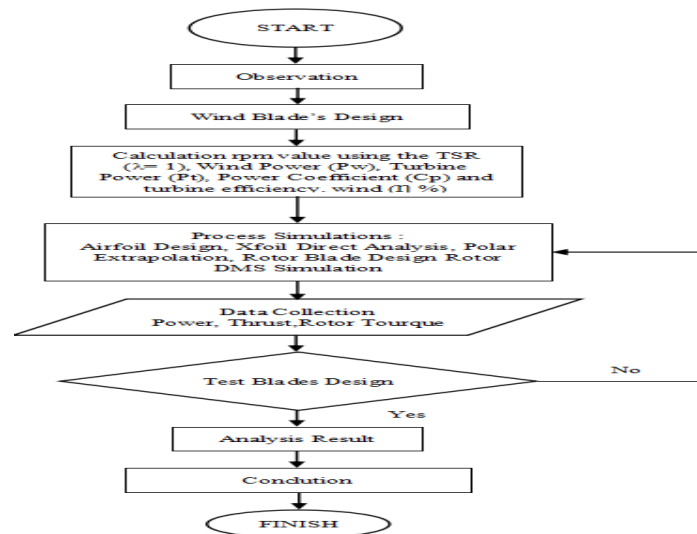 START
Observation
Wind Blade's Design
Calculation rpm value using the TSR
(λ= 1), Wind Power (Pw), Turbine
Power (Pt), Power Coefficient (Cp) and
turbine efficiency. wind (Ƞ %)
Process Simulations :
Airfoil Design, Xfoil Direct Analysis, Polar
Extrapolation, Rotor Blade Design Rotor
DMS Simulation
Data Collection
Power, Thrust,Rotor Tourque
Test Blades Design
No
Yes
Analysis Result
Condution
FINISH